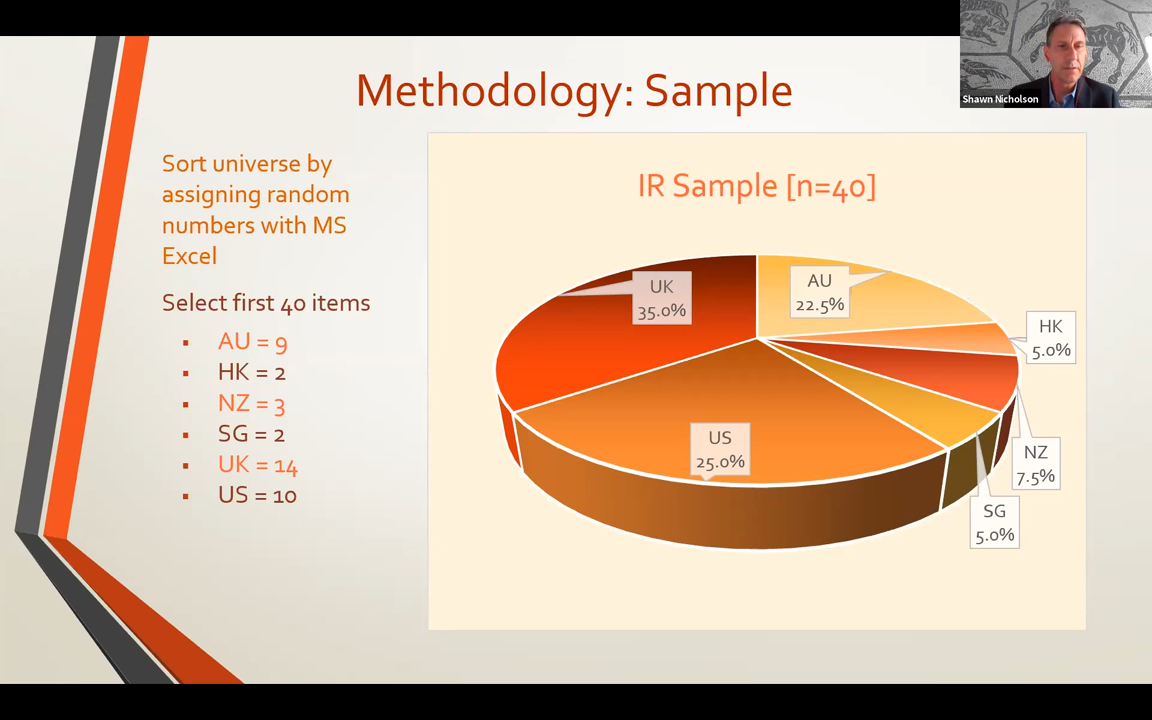 Methodology: Sample
Shawn Nicholson
Sort universe by
assigning random
numbers with MS
Excel
Select first 40 items
▪ AU = 9
▪ HK = 2
▪ NZ = 3
▪ SG = 2
▪ UK = 14
▪ US = 10
IR Sample [n=40]
UK
35.0%
AU
22.5%
HK
5.0%
US
25.0%
NZ
7.5%
SG
5.0%